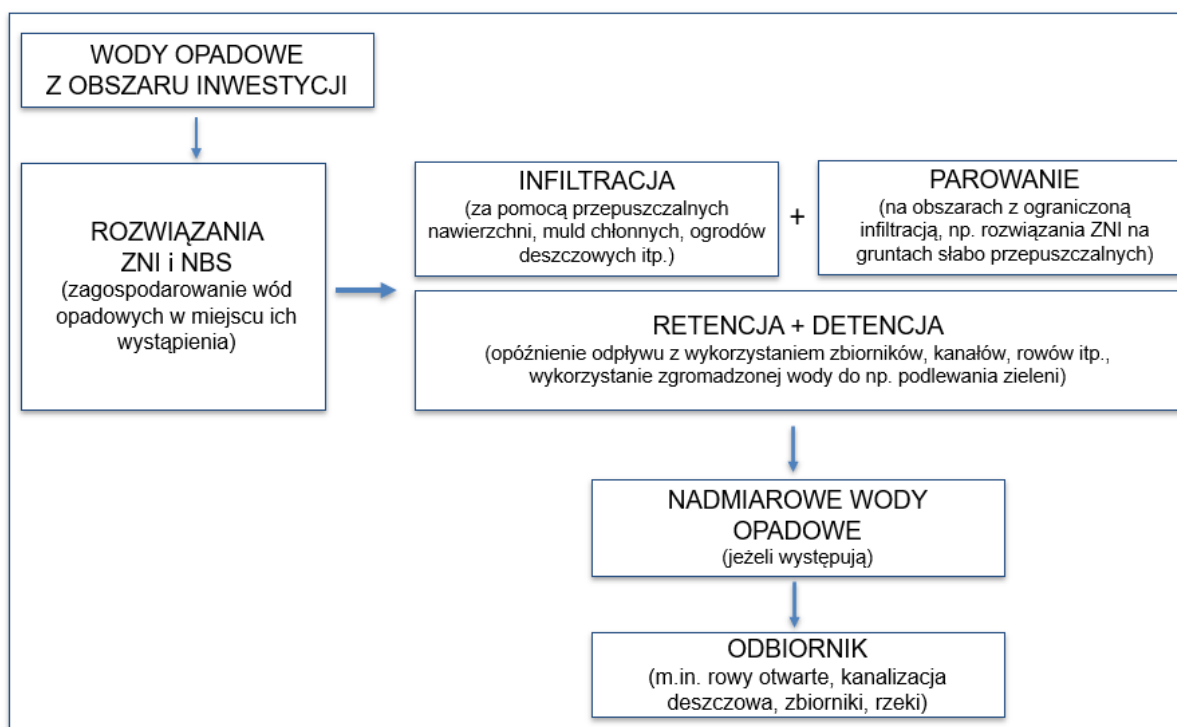 WODY OPADOWE
Z OBSZARU INWESTYCJI
ROZWIĄZANIA
ZNI i NBS
(zagospodarowanie wód
opadowych w miejscu ich
wystąpienia)
INFILTRACJA
(za pomocą przepuszczalnych
nawierzchni, muld chłonnych, ogrodów
deszczowych itp.)
+
PAROWANIE
(na obszarach z ograniczoną
infiltracją, np. rozwiązania ZNI na
gruntach słabo przepuszczalnych)
RETENCJA + DETENCJA
(opóźnienie odpływu z wykorzystaniem zbiorników, kanałów, rowów itp.,
wykorzystanie zgromadzonej wody do np. podlewania zieleni)
NADMIAROWE WODY
OPADOWE
(jeżeli występują)
ODBIORNIK
(m.in. rowy otwarte, kanalizacja
deszczowa, zbiorniki, rzeki)